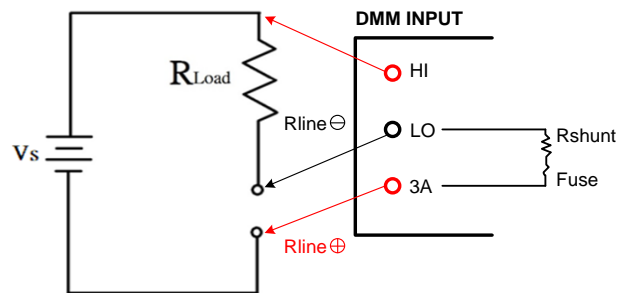 DMM INPUT
HI
RLoad
Rline ⊖
LO
Rshunt
Vs
3A
Fuse
Rline ⊕